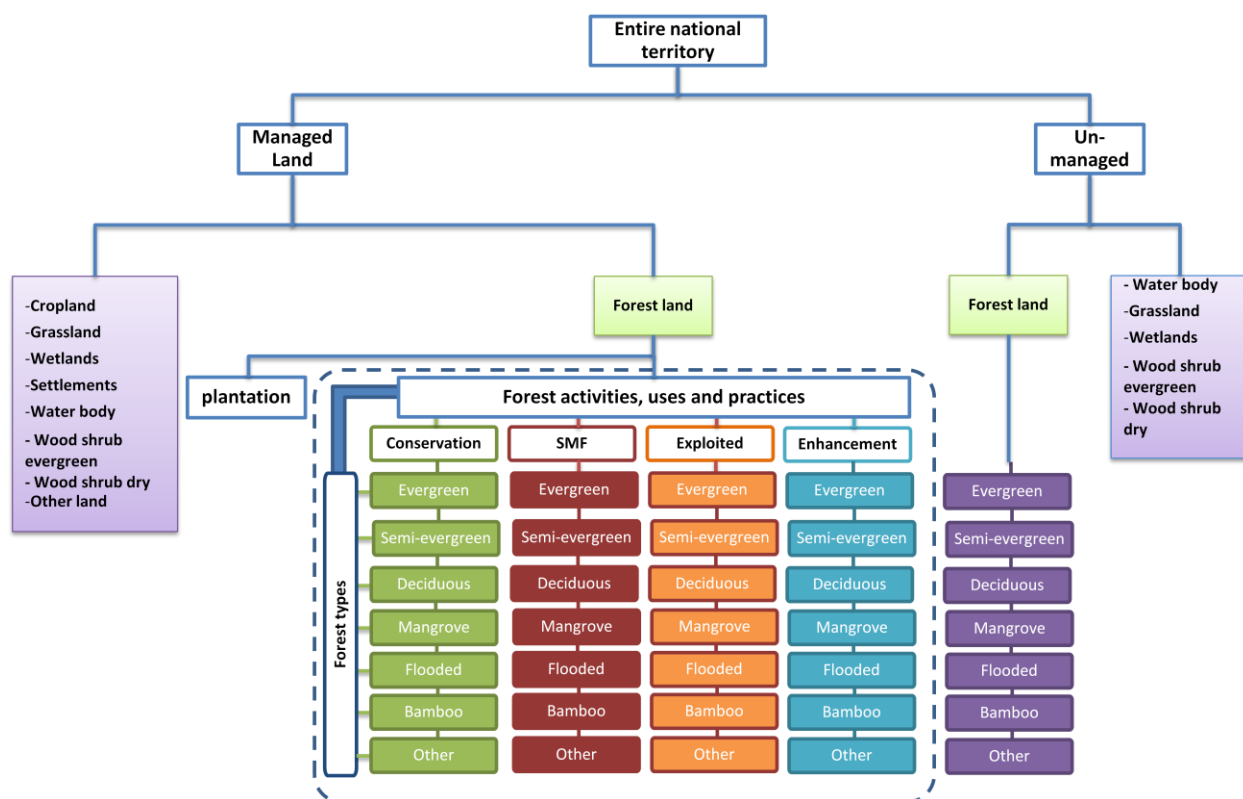 Entire national
territory
Managed
Land
Un-
managed
-Cropland
-Grassland
-Wetlands
-Settlements
-Water body
- Wood shrub
evergreen
- Wood shrub dry
-Other land
Forest land
Forest land
- Water body
-Grassland
-Wetlands
- Wood shrub
evergreen
- Wood shrub
dry
plantation
Forest activities, uses and practices
Forest types
Conservation
SMF
Exploited
Enhancement
Evergreen
Evergreen
Evergreen
Evergreen
Evergreen
Semi-evergreen
Semi-evergreen
Semi-evergreen
Semi-evergreen
Semi-evergreen
Deciduous
Deciduous
Deciduous
Deciduous
Deciduous
Mangrove
Mangrove
Mangrove
Mangrove
Mangrove
Flooded
Flooded
Flooded
Flooded
Flooded
Bamboo
Bamboo
Bamboo
Bamboo
Bamboo
Other
Other
Other
Other
Other